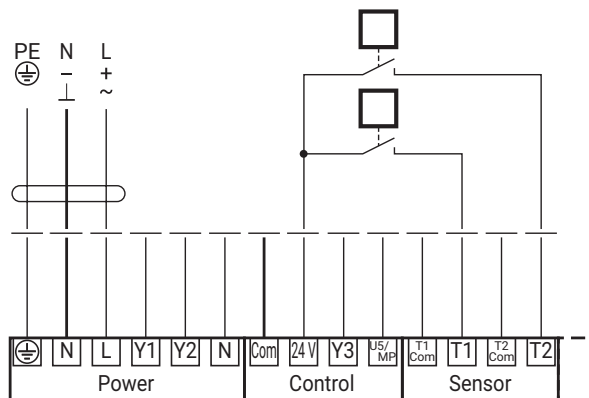 PE N L
– +
⊥ ~
N L Y1 Y2 N Com 24 V Y3 U5/MP T1 Com T1 T2 Com T2
Power Control Sensor